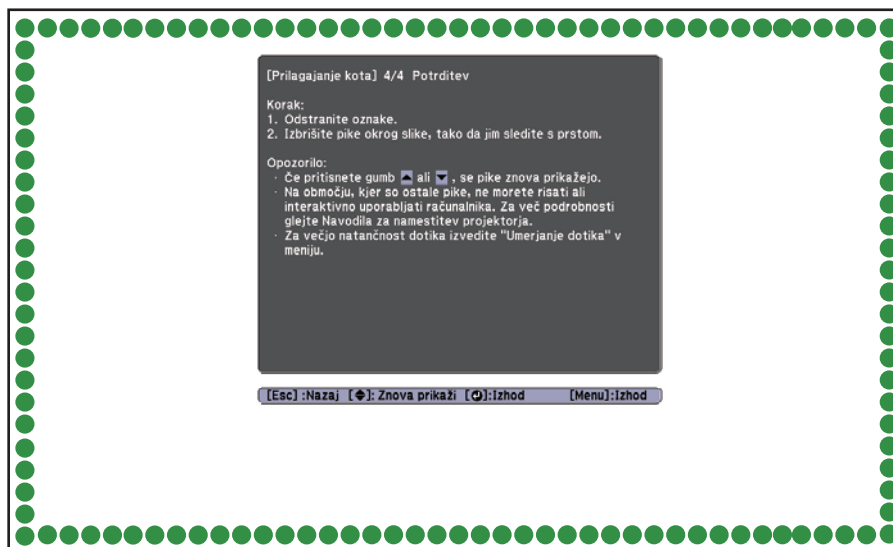 [Prilagajanje kota] 4/4 Potrditev
Korak:
1. Odstranite oznake.
2. Izbrišite pike okrog slike, tako da jim sledite s prstom.
Opozorilo:
· Če pritisnete gumb ▲ ali ▼ , se pike znova prikažejo.
· Na območju, kjer so ostale pike, ne morete risati ali
interaktivno uporabljati računalnika. Za več podrobnosti
glejte Navodila za namestitev projektorja.
· Za večjo natančnost dotika izvedite "Umerjanje dotika" v
meniju.
[Esc] :Nazaj [◆]: Znova prikaži [↵]:Izhod [Menu]:Izhod